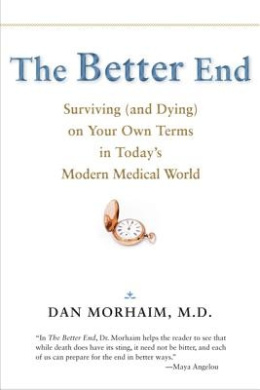 The Better End
Surviving (and Dying)
on Your Own Terms
in Today's
Modern Medical World
DAN MORHAIM, M.D.
"In The Better End, Dr. Morhaim helps the reader to see that
while death does have its sting, it need not be bitter, and each
of us can prepare for the end in better ways."
—Maya Angelou